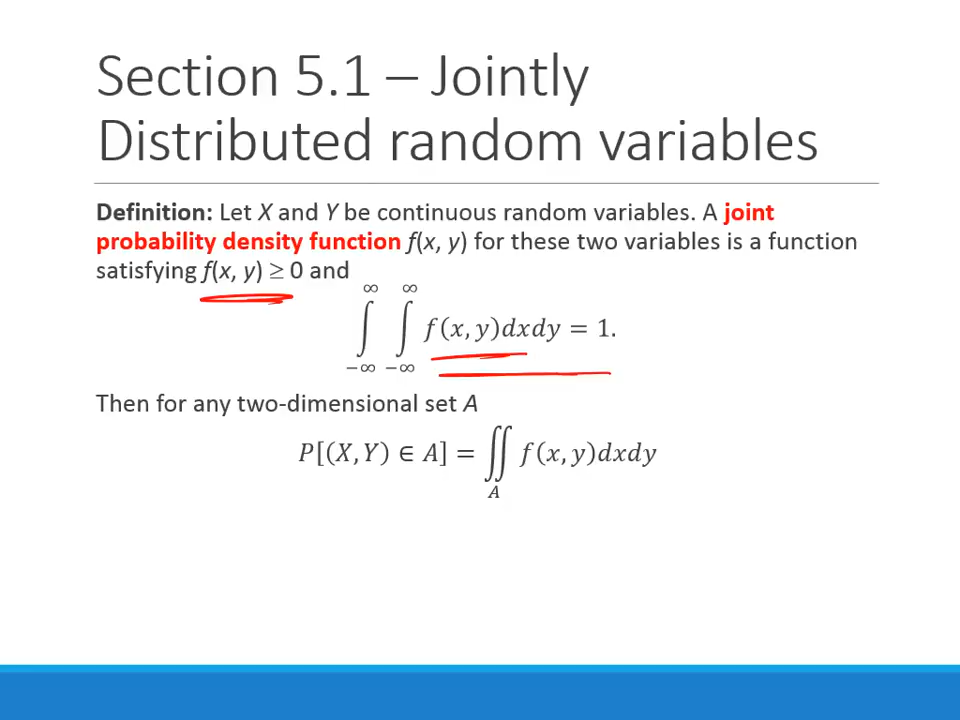 Section 5.1 – Jointly
Distributed random variables
Definition: Let X and Y be continuous random variables. A joint
probability density function f(x, y) for these two variables is a function
satisfying f(x, y) ≥ 0 and
∫_{−∞}^{∞} ∫_{−∞}^{∞} f(x, y)dxdy = 1.
Then for any two-dimensional set A
P[(X, Y) ∈ A] = ∬_A f(x, y)dxdy